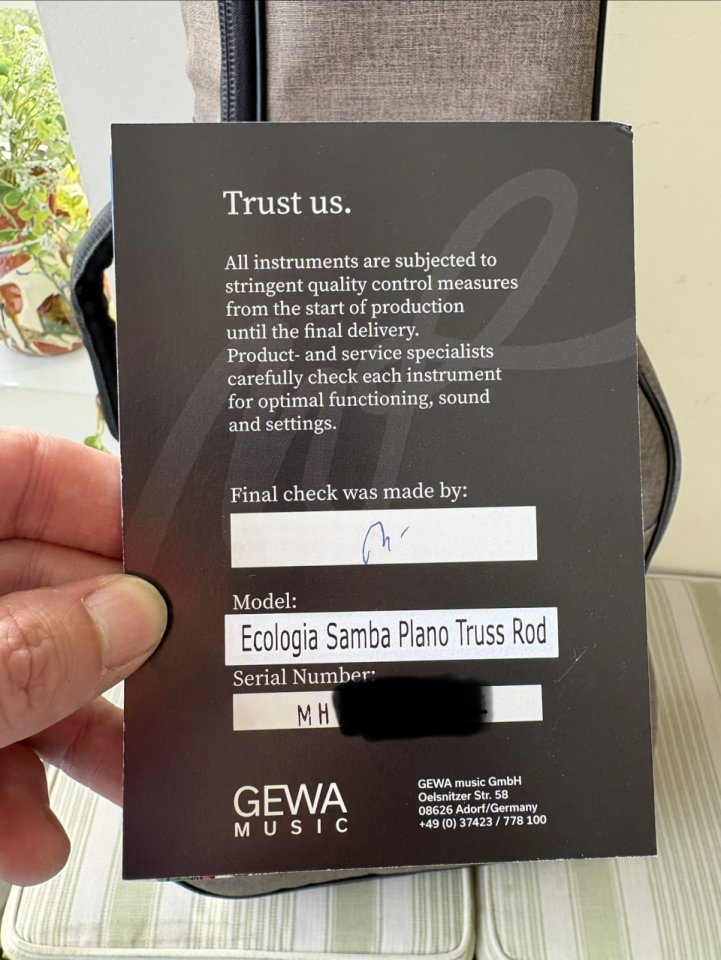 Trust us.
All instruments are subjected to
stringent quality control measures
from the start of production
until the final delivery.
Product- and service specialists
carefully check each instrument
for optimal functioning, sound
and settings.
Final check was made by:
Model:
Ecologia Samba Plano Truss Rod
Serial Number:
MH
GEWA
MUSIC
GEWA music GmbH
Oelsnitzer Str. 58
08626 Adorf/Germany
+49 (0) 37423 / 778 100